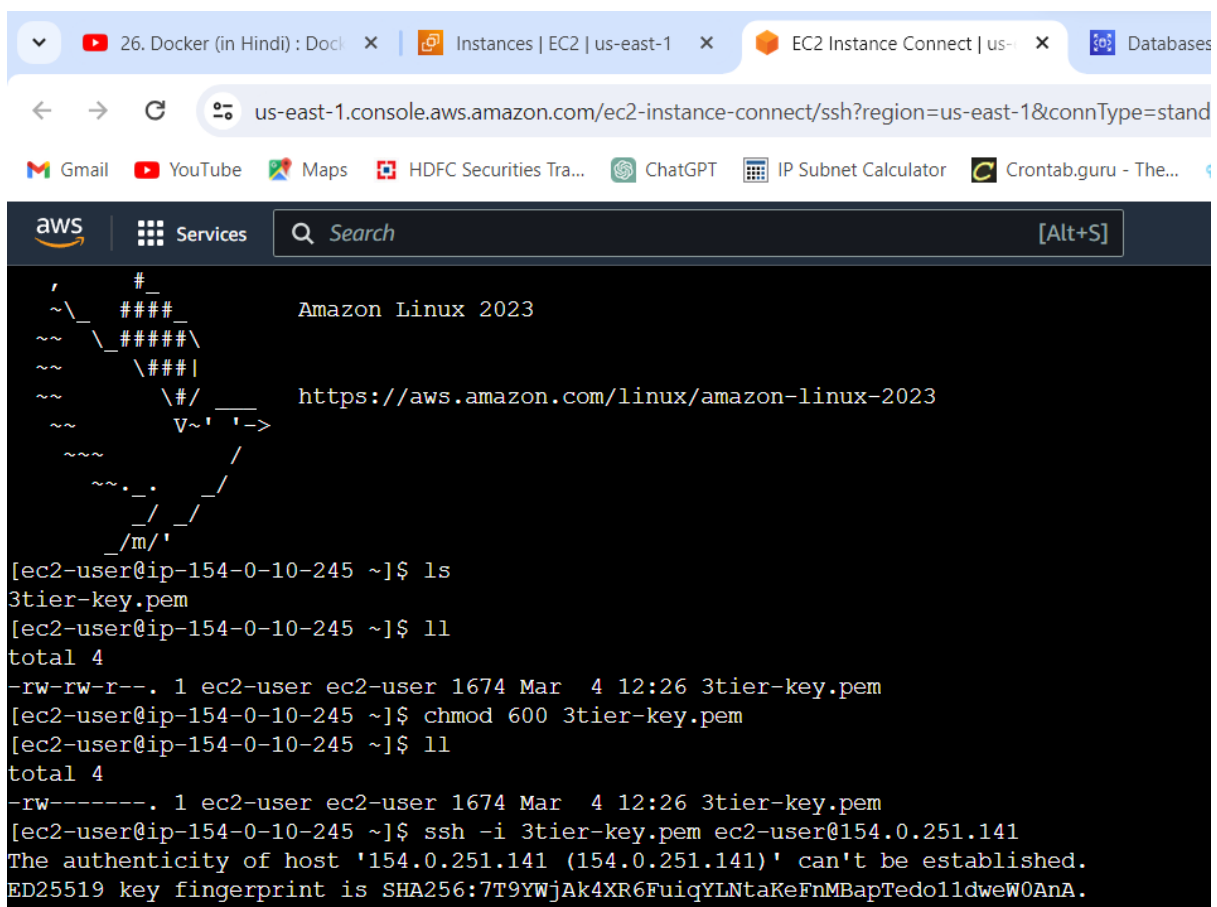 26. Docker (in Hindi) : Dock
Instances | EC2 | us-east-1
EC2 Instance Connect | us-
Databases
us-east-1.console.aws.amazon.com/ec2-instance-connect/ssh?region=us-east-1&connType=stand
Gmail YouTube Maps HDFC Securities Tra... ChatGPT IP Subnet Calculator Crontab.guru - The...
aws Services Search [Alt+S]
   ,     #_
   ~\_  ####_        Amazon Linux 2023
  ~~  \_#####\
  ~~     \###|
  ~~       \#/ ___   https://aws.amazon.com/linux/amazon-linux-2023
   ~~       V~' '->
    ~~~         /
      ~~._.   _/
         _/ _/
       _/m/'
[ec2-user@ip-154-0-10-245 ~]$ ls
3tier-key.pem
[ec2-user@ip-154-0-10-245 ~]$ ll
total 4
-rw-rw-r--. 1 ec2-user ec2-user 1674 Mar  4 12:26 3tier-key.pem
[ec2-user@ip-154-0-10-245 ~]$ chmod 600 3tier-key.pem
[ec2-user@ip-154-0-10-245 ~]$ ll
total 4
-rw-------. 1 ec2-user ec2-user 1674 Mar  4 12:26 3tier-key.pem
[ec2-user@ip-154-0-10-245 ~]$ ssh -i 3tier-key.pem ec2-user@154.0.251.141
The authenticity of host '154.0.251.141 (154.0.251.141)' can't be established.
ED25519 key fingerprint is SHA256:7T9YWjAk4XR6FuiqYLNtaKeFnMBapTedo11dweW0AnA.